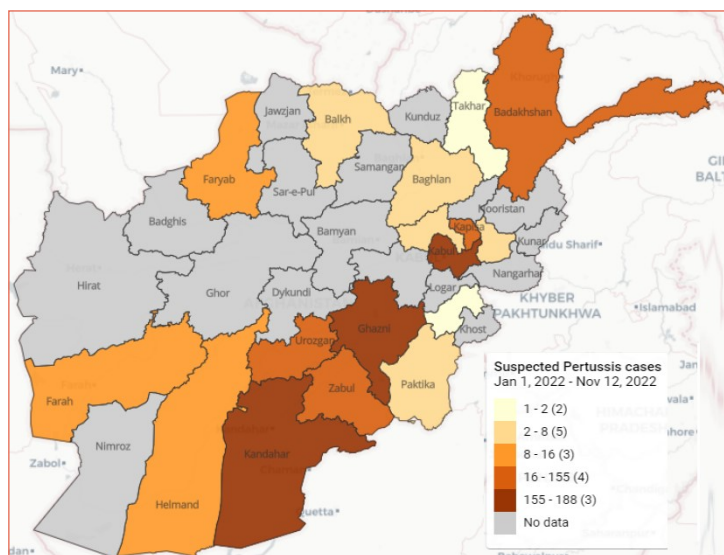 Mary
Jawzjan
Balkh
Kunduz
Takhar
Badakhshan
Faryab
Sar-e-Pul
Samangan
Baghlan
Badghis
Bamyan
Nooristan
Kapisa
Kunar
Kabul
Nangarhar
Hirat
Ghor
Dykundi
Logar
KHYBER
PAKHTUNKHWA
Islamabad
Khost
Ghazni
Urozgan
Paktika
Zabul
Farah
Nimroz
Zabol
Kandahar
Helmand
Suspected Pertussis cases
Jan 1, 2022 - Nov 12, 2022
1 - 2 (2)
2 - 8 (5)
8 - 16 (3)
16 - 155 (4)
155 - 188 (3)
No data